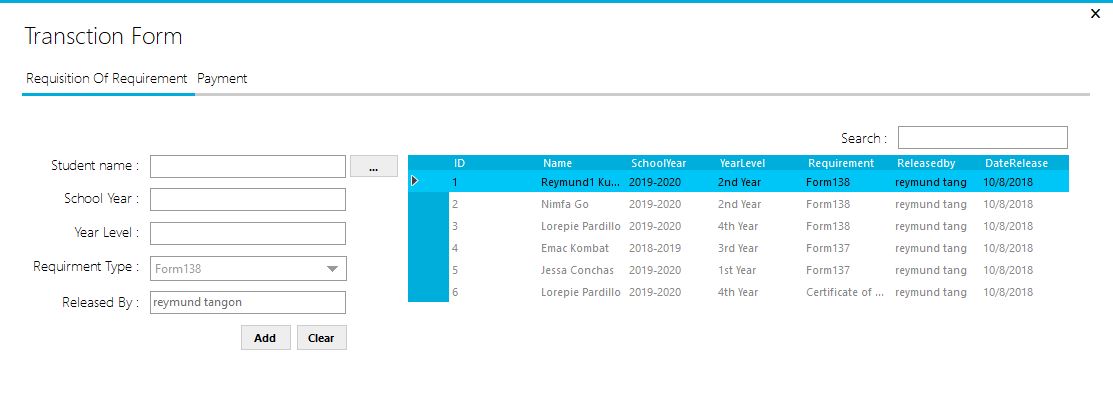 x
Transction Form
Requisition Of Requirement Payment
Search :
Student name : ...
School Year :
Year Level :
Requirment Type : Form138
Released By : reymund tangon
Add Clear
ID Name SchoolYear YearLevel Requirement Releasedby DateRelease
1 Reymund1 Ku... 2019-2020 2nd Year Form138 reymund tang 10/8/2018
2 Nimfa Go 2019-2020 2nd Year Form138 reymund tang 10/8/2018
3 Lorepie Pardillo 2019-2020 4th Year Form138 reymund tang 10/8/2018
4 Emac Kombat 2018-2019 3rd Year Form137 reymund tang 10/8/2018
5 Jessa Conchas 2019-2020 1st Year Form137 reymund tang 10/8/2018
6 Lorepie Pardillo 2019-2020 4th Year Certificate of ... reymund tang 10/8/2018